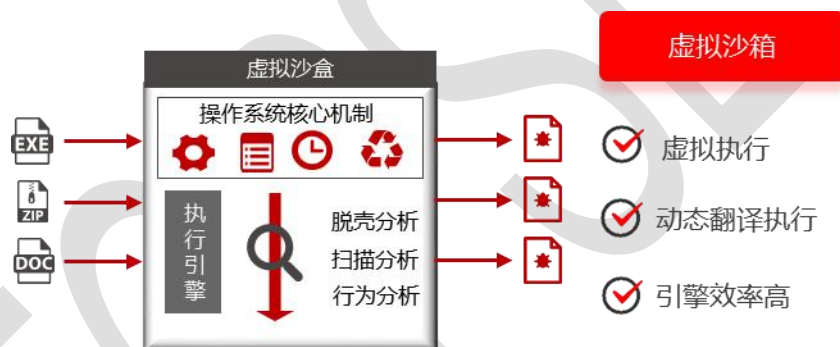 虚拟沙箱
虚拟沙盒
操作系统核心机制
EXE
ZIP
DOC
执行引擎
脱壳分析
扫描分析
行为分析
虚拟执行
动态翻译执行
引擎效率高